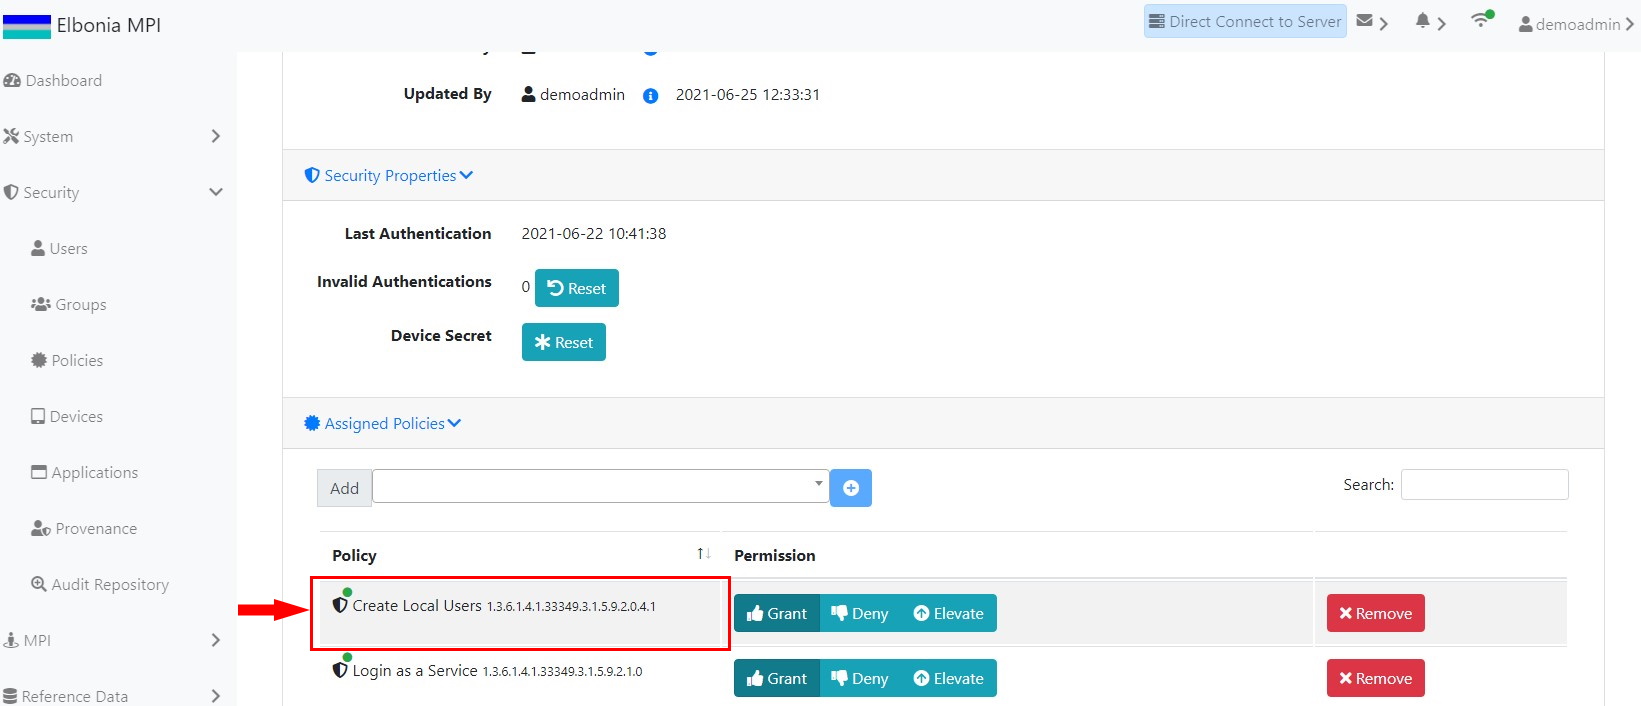 Elbonia MPI
Direct Connect to Server
demoadmin
Dashboard
System
Security
Users
Groups
Policies
Devices
Applications
Provenance
Audit Repository
MPI
Reference Data
Updated By demoadmin 2021-06-25 12:33:31
Security Properties
Last Authentication 2021-06-22 10:41:38
Invalid Authentications 0 Reset
Device Secret Reset
Assigned Policies
Add
Search:
Policy Permission
Create Local Users 1.3.6.1.4.1.33349.3.1.5.9.2.0.4.1 Grant Deny Elevate Remove
Login as a Service 1.3.6.1.4.1.33349.3.1.5.9.2.1.0 Grant Deny Elevate Remove